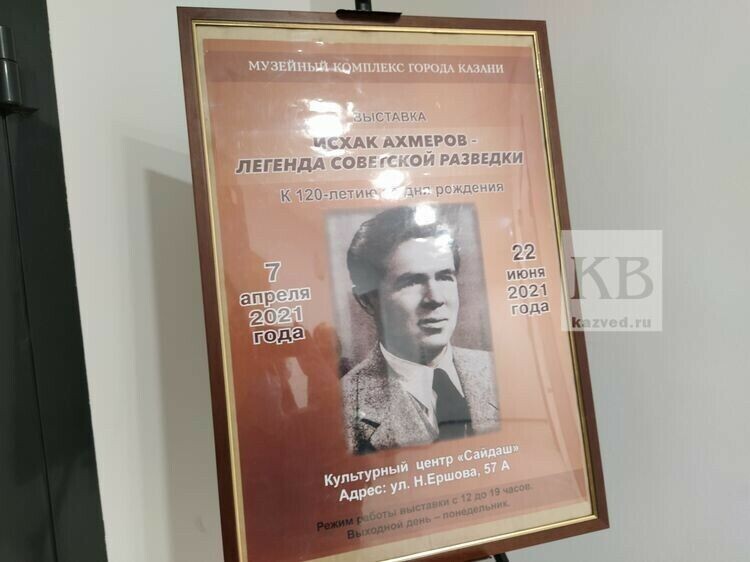 МУЗЕЙНЫЙ КОМПЛЕКС ГОРОДА КАЗАНИ
ВЫСТАВКА
ИСХАК АХМЕРОВ -
ЛЕГЕНДА СОВЕТСКОЙ РАЗВЕДКИ
К 120-летию дня рождения
7
апреля
2021
года
22
июня
2021
года
КВ
kazved.ru
Культурный центр «Сайдаш»
Адрес: ул. Н.Ершова, 57 А
Режим работы выставки с 12 до 19 часов.
Выходной день – понедельник.